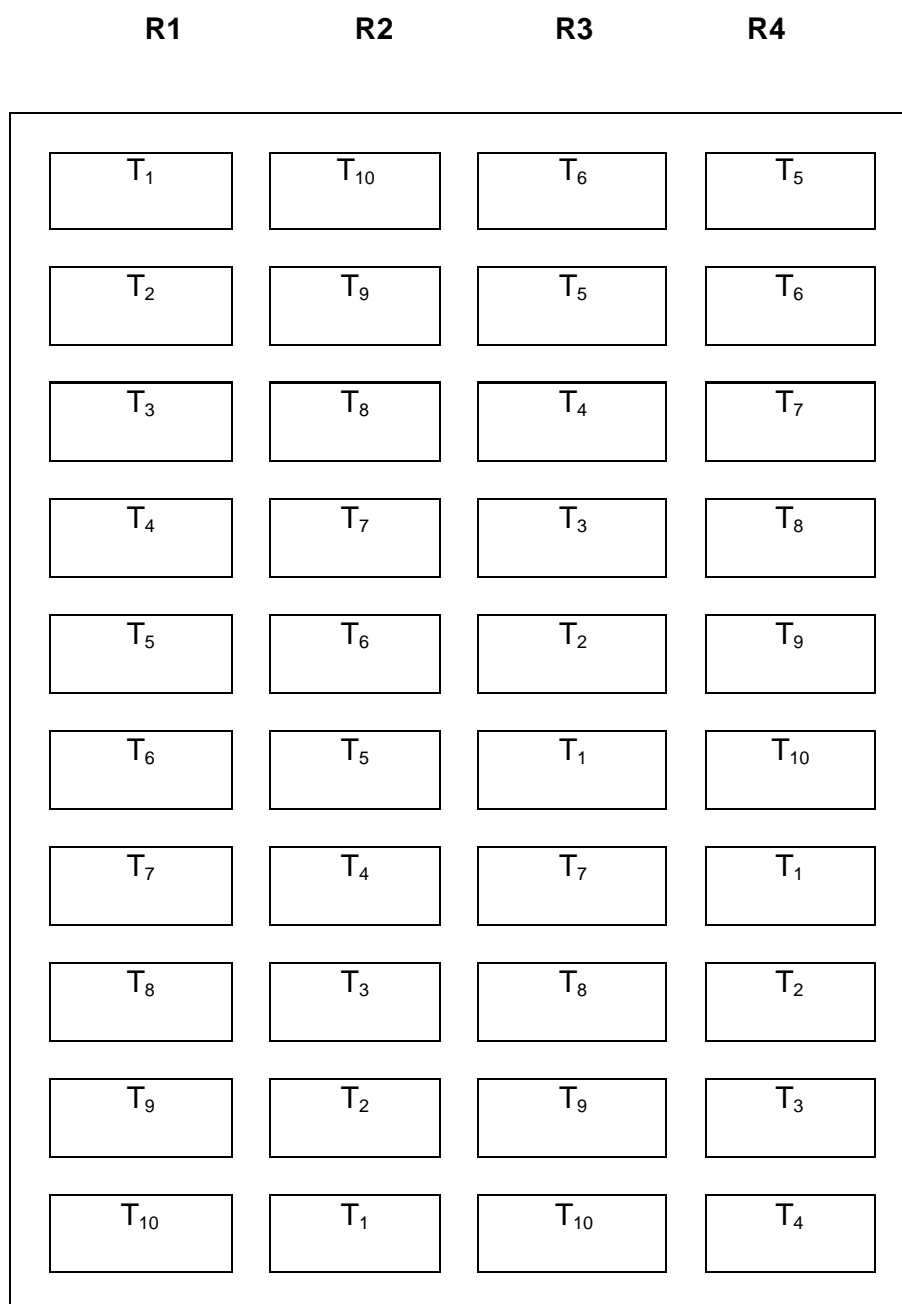 R1 R2 R3 R4
T₁ T₁₀ T₆ T₅
T₂ T₉ T₅ T₆
T₃ T₈ T₄ T₇
T₄ T₇ T₃ T₈
T₅ T₆ T₂ T₉
T₆ T₅ T₁ T₁₀
T₇ T₄ T₇ T₁
T₈ T₃ T₈ T₂
T₉ T₂ T₉ T₃
T₁₀ T₁ T₁₀ T₄